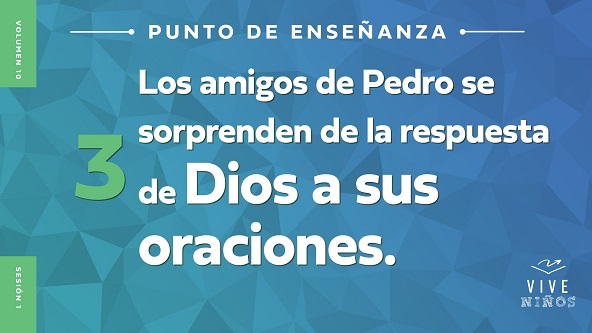 VOLUMEN 10
PUNTO DE ENSEÑANZA
3
Los amigos de Pedro se
sorprenden de la respuesta
de Dios a sus
oraciones.
SESIÓN 1
VIVE
NIÑOS